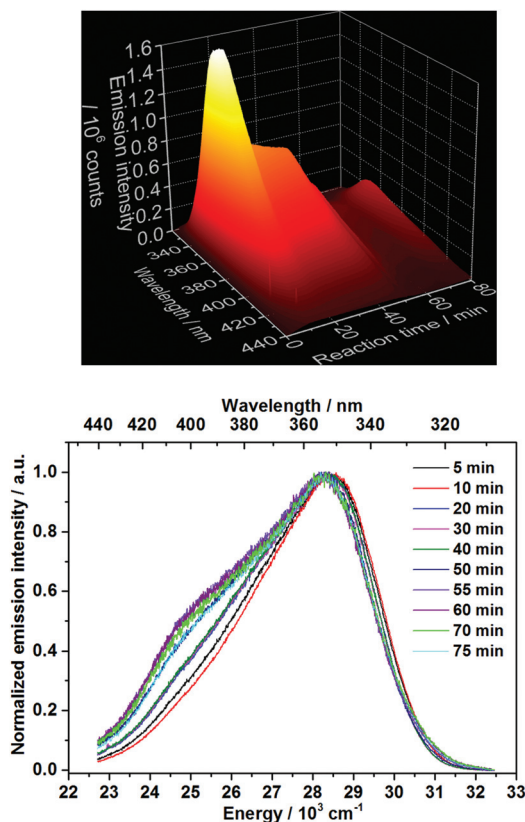 1.6
1.4
1.2
1.0
0.8
0.6
0.4
0.2
0.0
Emission intensity
/ 10⁶ counts
340
360
380
400
420
440
Wavelength / nm
0
20
40
60
80
Reaction time / min
Wavelength / nm
440 420 400 380 360 340 320
1.0
0.8
0.6
0.4
0.2
0.0
Normalized emission intensity / a.u.
5 min
10 min
20 min
30 min
40 min
50 min
55 min
60 min
70 min
75 min
22 23 24 25 26 27 28 29 30 31 32 33
Energy / 10³ cm⁻¹